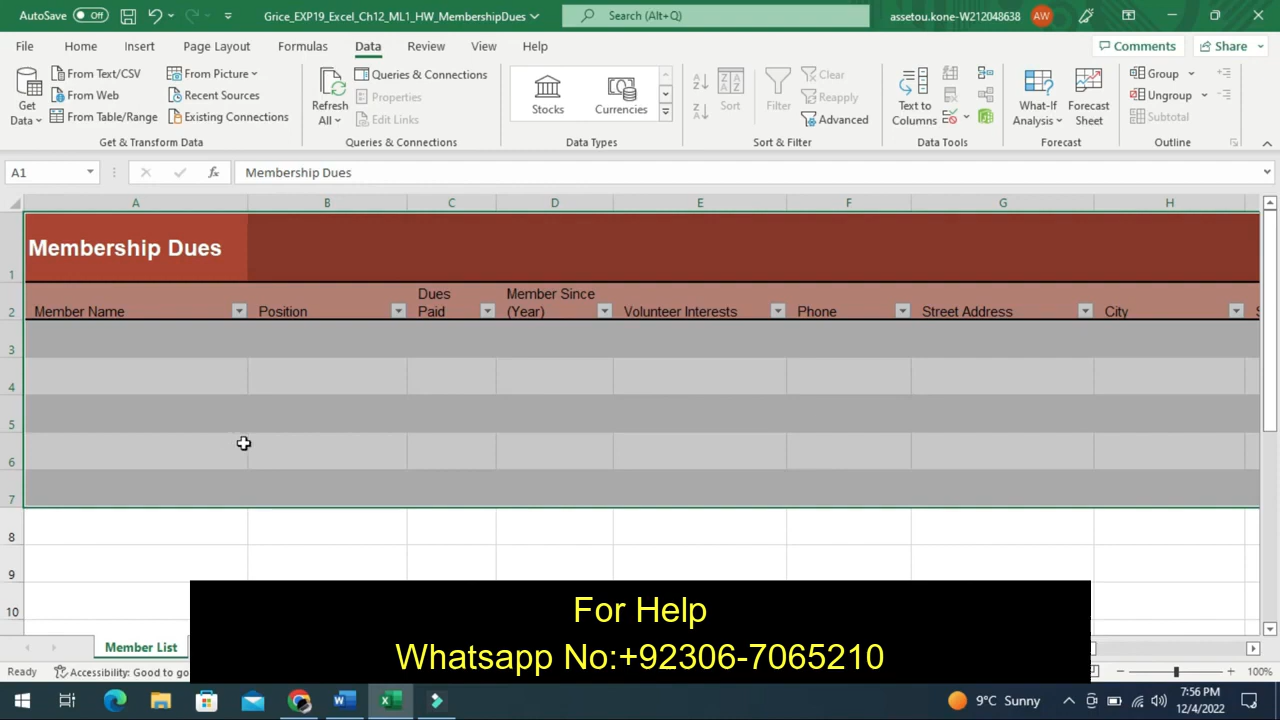 AutoSave Off Grice_EXP19_Excel_Ch12_ML1_HW_MembershipDues Search (Alt+Q) assetou.kone-W212048638 AW
File Home Insert Page Layout Formulas Data Review View Help Comments Share
Get Data
From Text/CSV
From Web
From Table/Range
From Picture
Recent Sources
Existing Connections
Get & Transform Data
Refresh All
Queries & Connections
Properties
Edit Links
Queries & Connections
Stocks
Currencies
Data Types
Sort
Filter
Clear
Reapply
Advanced
Sort & Filter
Text to Columns
Data Tools
What-If Analysis
Forecast Sheet
Forecast
Group
Ungroup
Subtotal
Outline
A1 fx Membership Dues
A B C D E F G H
1 Membership Dues
2 Member Name Position Dues Paid Member Since (Year) Volunteer Interests Phone Street Address City
3
4
5
6
7
8
9
10
Member List
Ready Accessibility: Good to go 100%
For Help
Whatsapp No:+92306-7065210
9°C Sunny 7:56 PM
12/4/2022